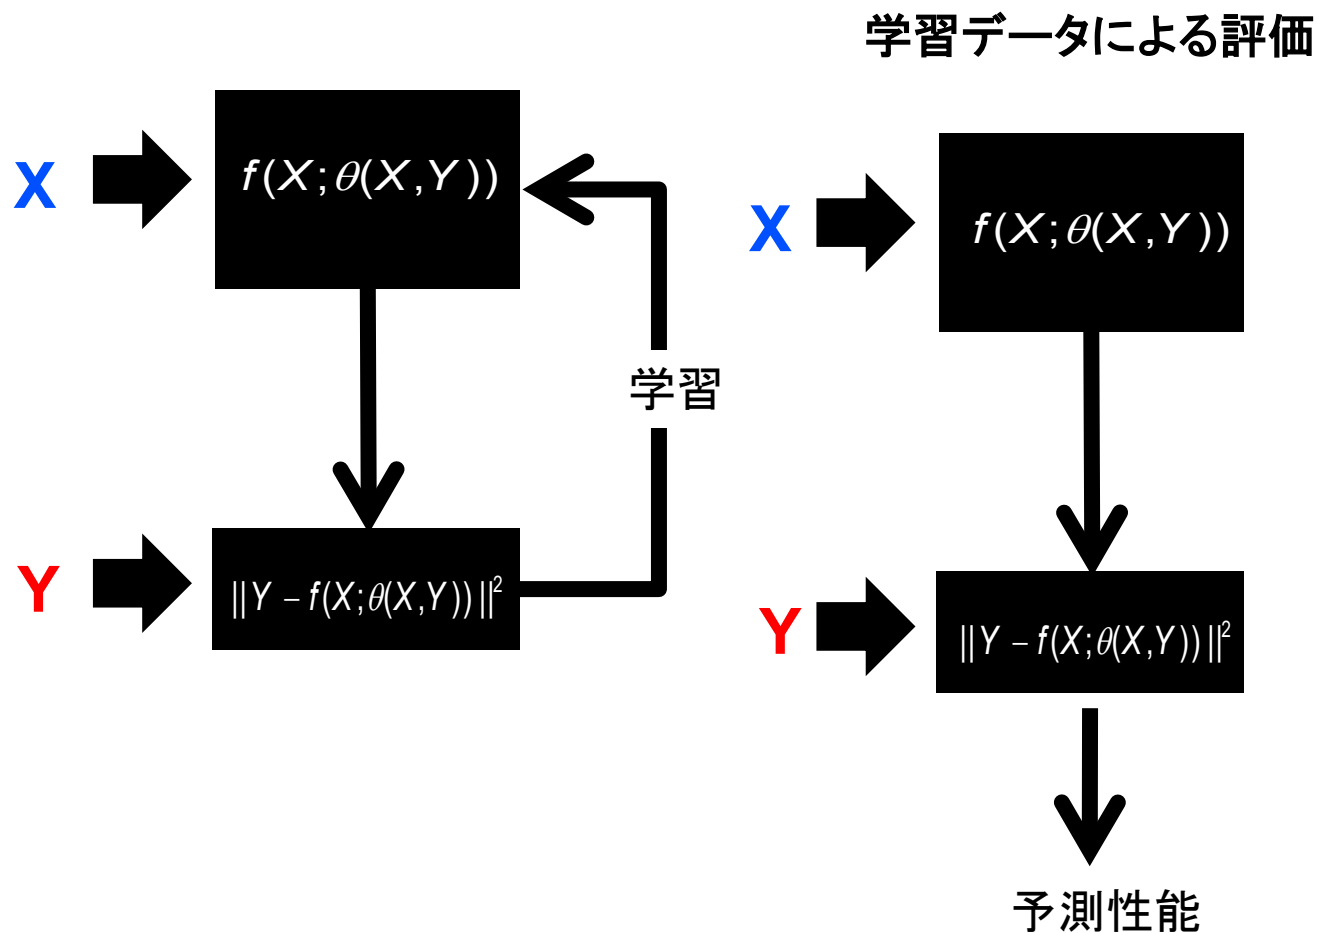 学習データによる評価
X
f(X;θ(X,Y))
学習
Y
||Y − f(X;θ(X,Y))||²
X
f(X;θ(X,Y))
Y
||Y − f(X;θ(X,Y))||²
予測性能